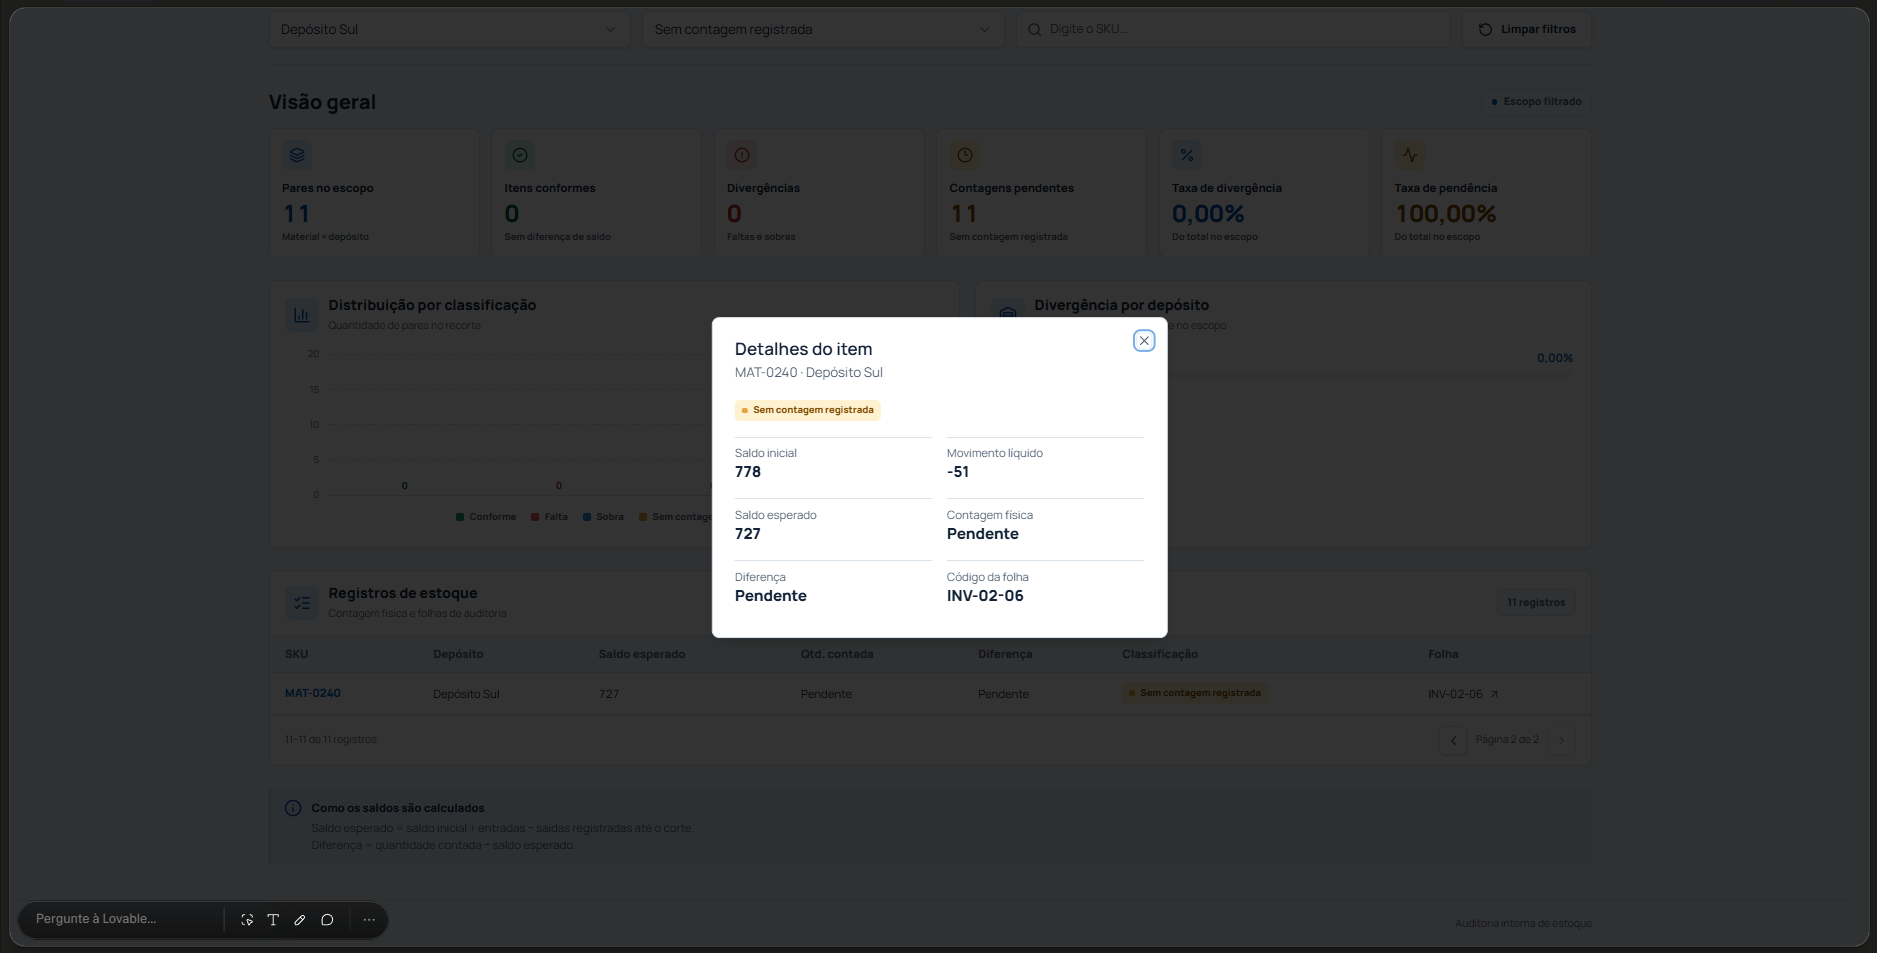 Depósito Sul
Sem contagem registrada
Digite o SKU...
Limpar filtros
Visão geral
Escopo filtrado
Pares no escopo
11
Material + depósito
Itens conformes
0
Sem diferença de saldo
Divergências
0
Faltas e sobras
Contagens pendentes
11
Sem contagem registrada
Taxa de divergência
0,00%
Do total no escopo
Taxa de pendência
100,00%
Do total no escopo
Distribuição por classificação
Quantidade de pares no recorte
20
15
10
5
0
0
0
Conforme
Falta
Sobra
Sem contage
Divergência por depósito
no escopo
0,00%
Detalhes do item
MAT-0240 · Depósito Sul
Sem contagem registrada
Saldo inicial
778
Movimento líquido
-51
Saldo esperado
727
Contagem física
Pendente
Diferença
Pendente
Código da folha
INV-02-06
Registros de estoque
Contagem física e folhas de auditoria
11 registros
SKU Depósito Saldo esperado Qtd. contada Diferença Classificação Folha
MAT-0240 Depósito Sul 727 Pendente Pendente Sem contagem registrada INV-02-06
11–11 de 11 registros
Página 2 de 2
Como os saldos são calculados
Saldo esperado = saldo inicial + entradas − saídas registradas até o corte.
Diferença = quantidade contada − saldo esperado.
Pergunte à Lovable...
Auditoria interna de estoque